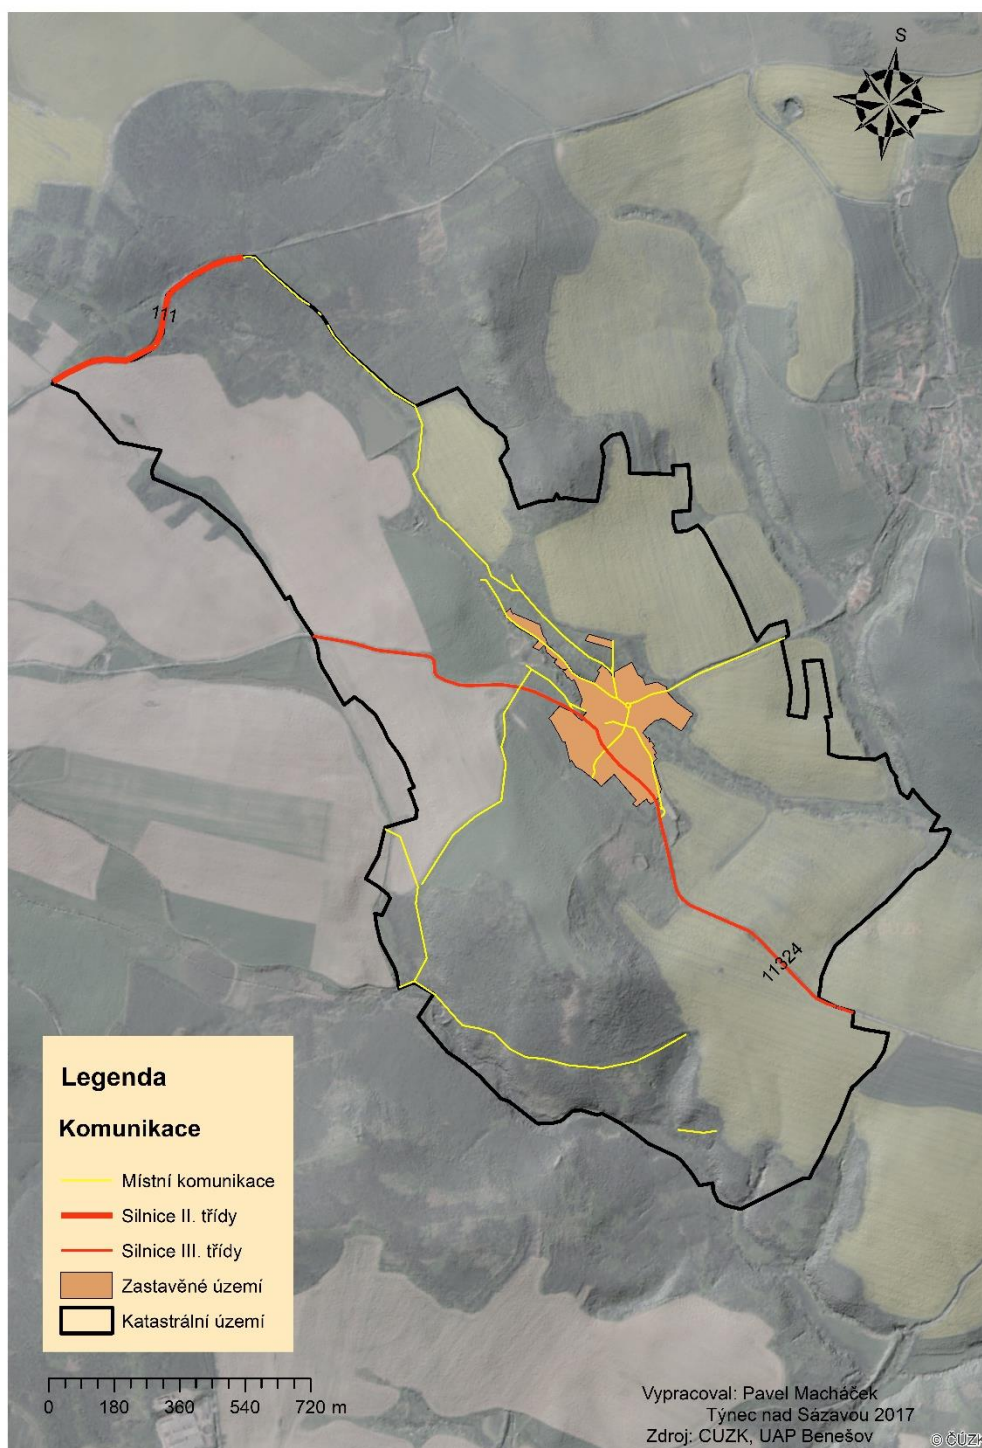 S
111
11324
Legenda
Komunikace
Místní komunikace
Silnice II. třídy
Silnice III. třídy
Zastavěné území
Katastrální území
0 180 360 540 720 m
Vypracoval: Pavel Macháček
Týnec nad Sázavou 2017
Zdroj: CUZK, UAP Benešov
© ČÚZK